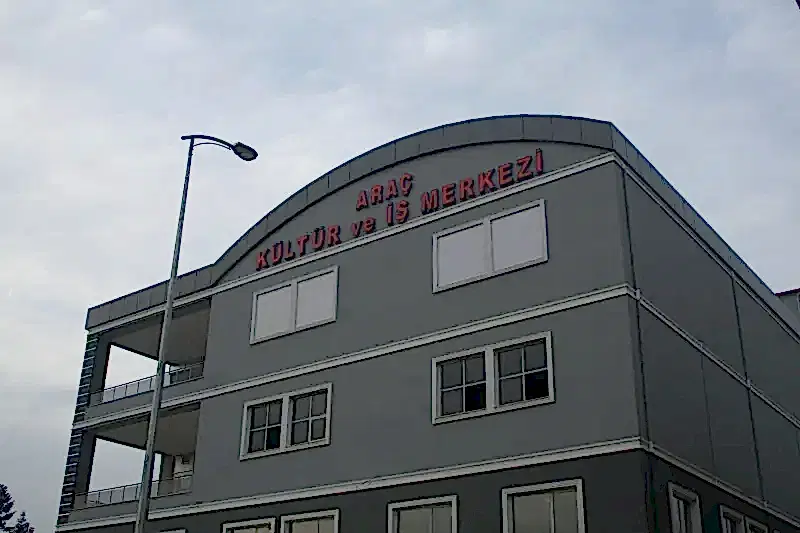 ARAÇ
KÜLTÜR ve İŞ MERKEZİ